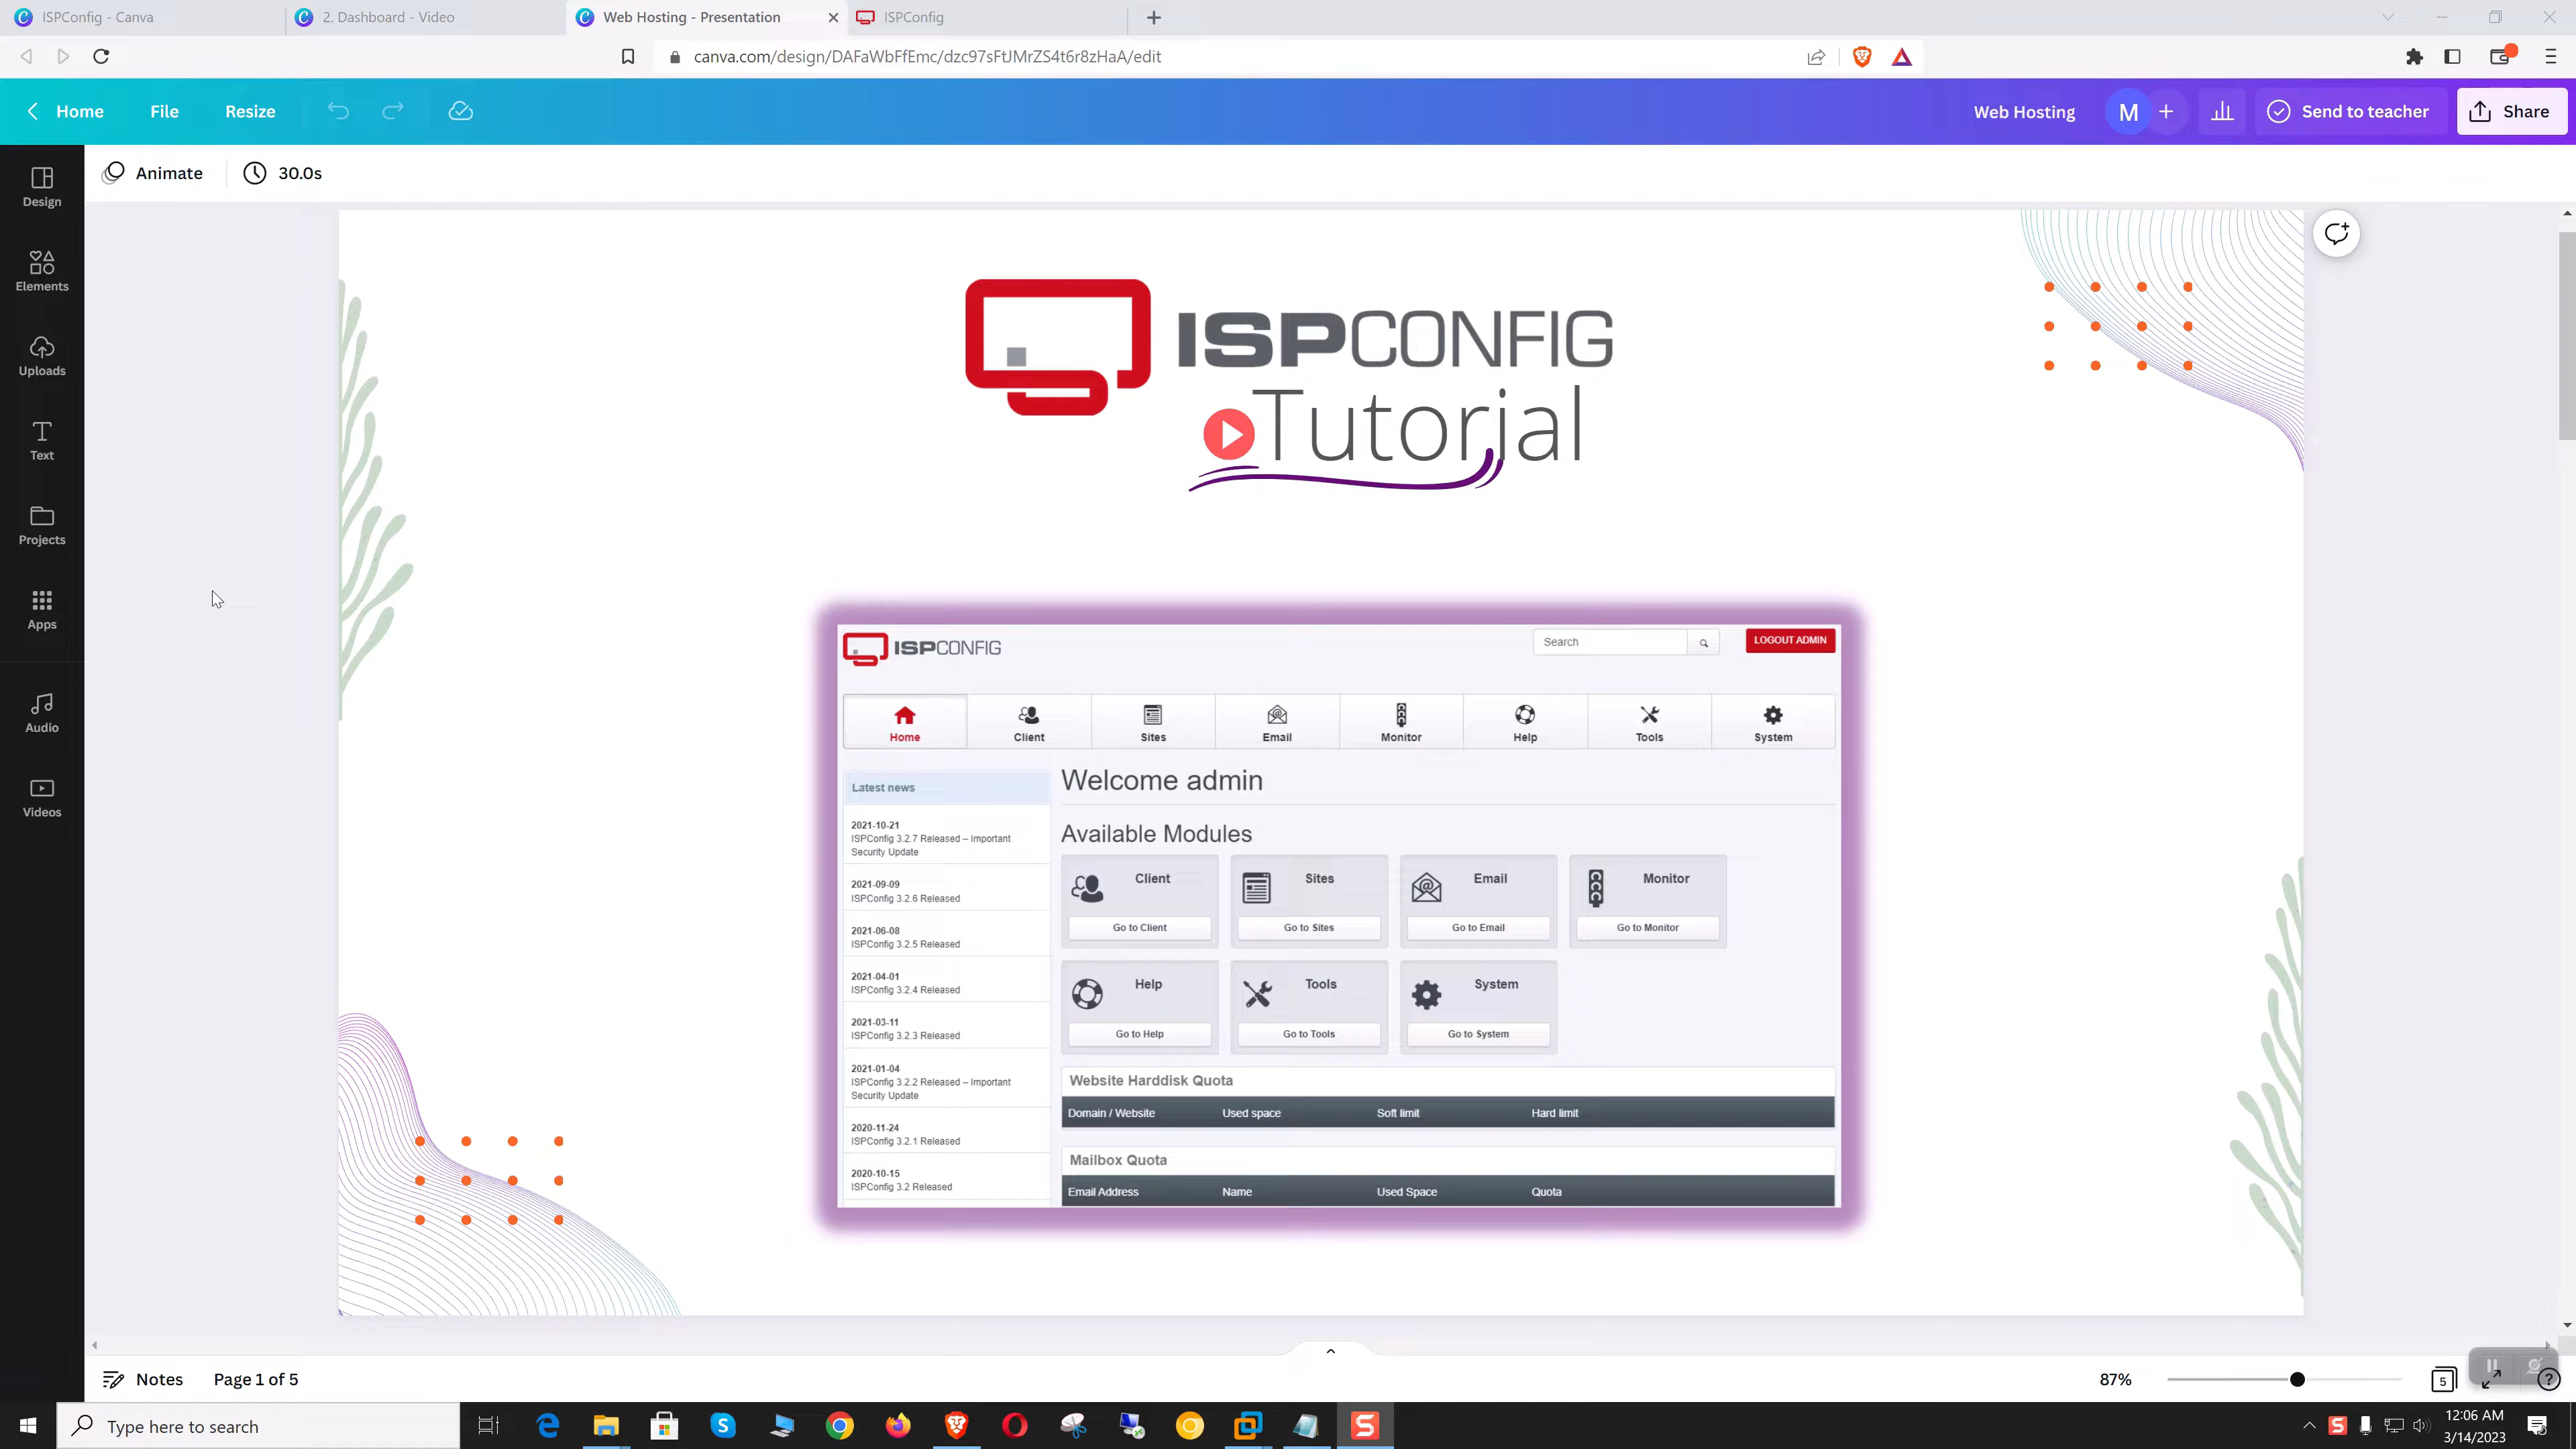 ISPConfig - Canva
2. Dashboard - Video
Web Hosting - Presentation
ISPConfig
canva.com/design/DAFaWbFfEmc/dzc97sFtJMrZS4t6r8zHaA/edit
Home
File
Resize
Web Hosting
M
Send to teacher
Share
Animate
30.0s
Design
Elements
Uploads
Text
Projects
Apps
Audio
Videos
ISPCONFIG
Tutorial
ISPCONFIG
Search
LOGOUT ADMIN
Home
Client
Sites
Email
Monitor
Help
Tools
System
Latest news
2021-10-21
ISPConfig 3.2.7 Released – Important
Security Update
2021-09-09
ISPConfig 3.2.6 Released
2021-06-08
ISPConfig 3.2.5 Released
2021-04-01
ISPConfig 3.2.4 Released
2021-03-11
ISPConfig 3.2.3 Released
2021-01-04
ISPConfig 3.2.2 Released – Important
Security Update
2020-11-24
ISPConfig 3.2.1 Released
2020-10-15
ISPConfig 3.2 Released
Welcome admin
Available Modules
Client
Go to Client
Sites
Go to Sites
Email
Go to Email
Monitor
Go to Monitor
Help
Go to Help
Tools
Go to Tools
System
Go to System
Website Harddisk Quota
Domain / Website Used space Soft limit Hard limit
Mailbox Quota
Email Address Name Used Space Quota
Notes
Page 1 of 5
87%
5
Type here to search
12:06 AM
3/14/2023